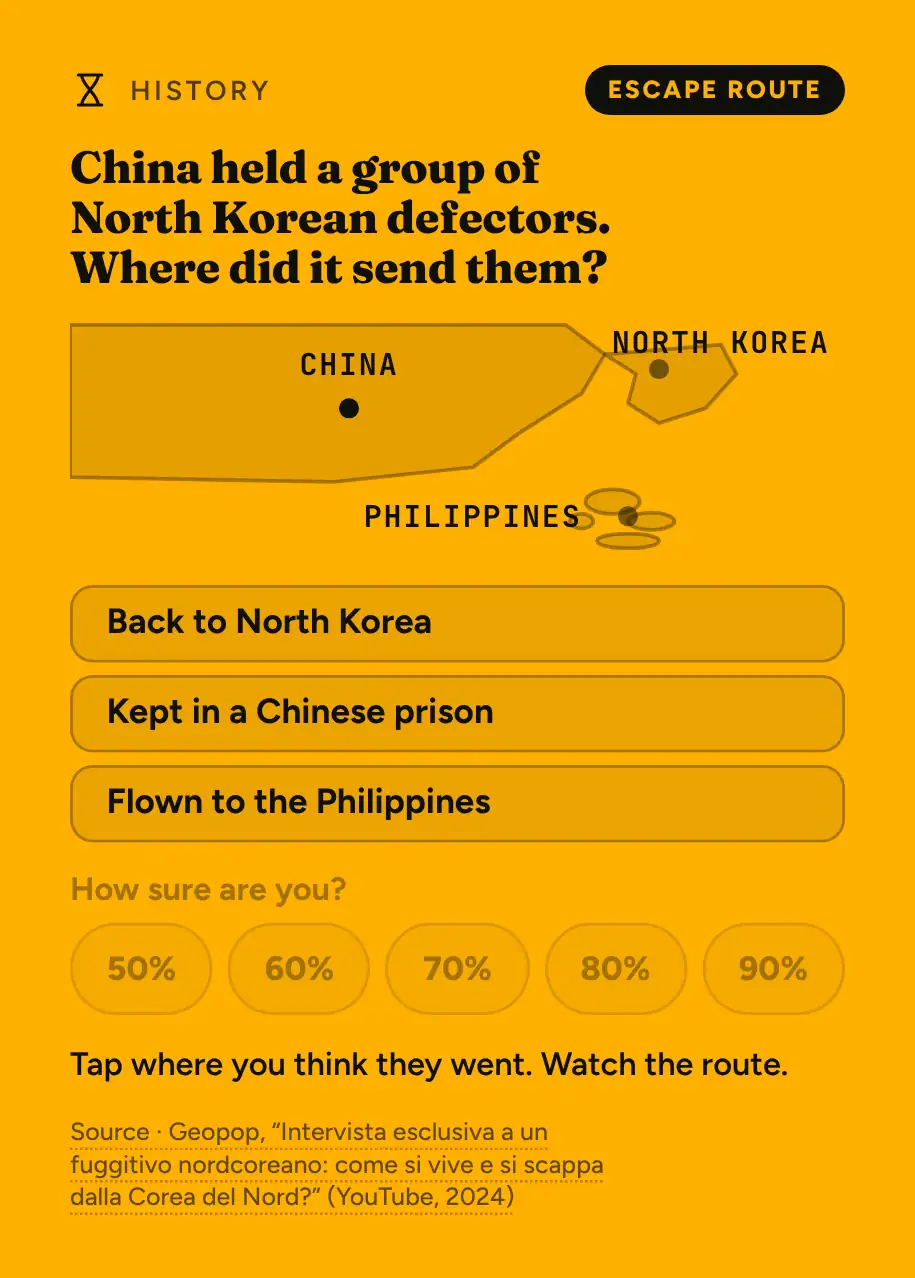 HISTORY
ESCAPE ROUTE
China held a group of
North Korean defectors.
Where did it send them?
NORTH KOREA
CHINA
PHILIPPINES
Back to North Korea
Kept in a Chinese prison
Flown to the Philippines
How sure are you?
50%
60%
70%
80%
90%
Tap where you think they went. Watch the route.
Source · Geopop, “Intervista esclusiva a un
fuggitivo nordcoreano: come si vive e si scappa
dalla Corea del Nord?” (YouTube, 2024)